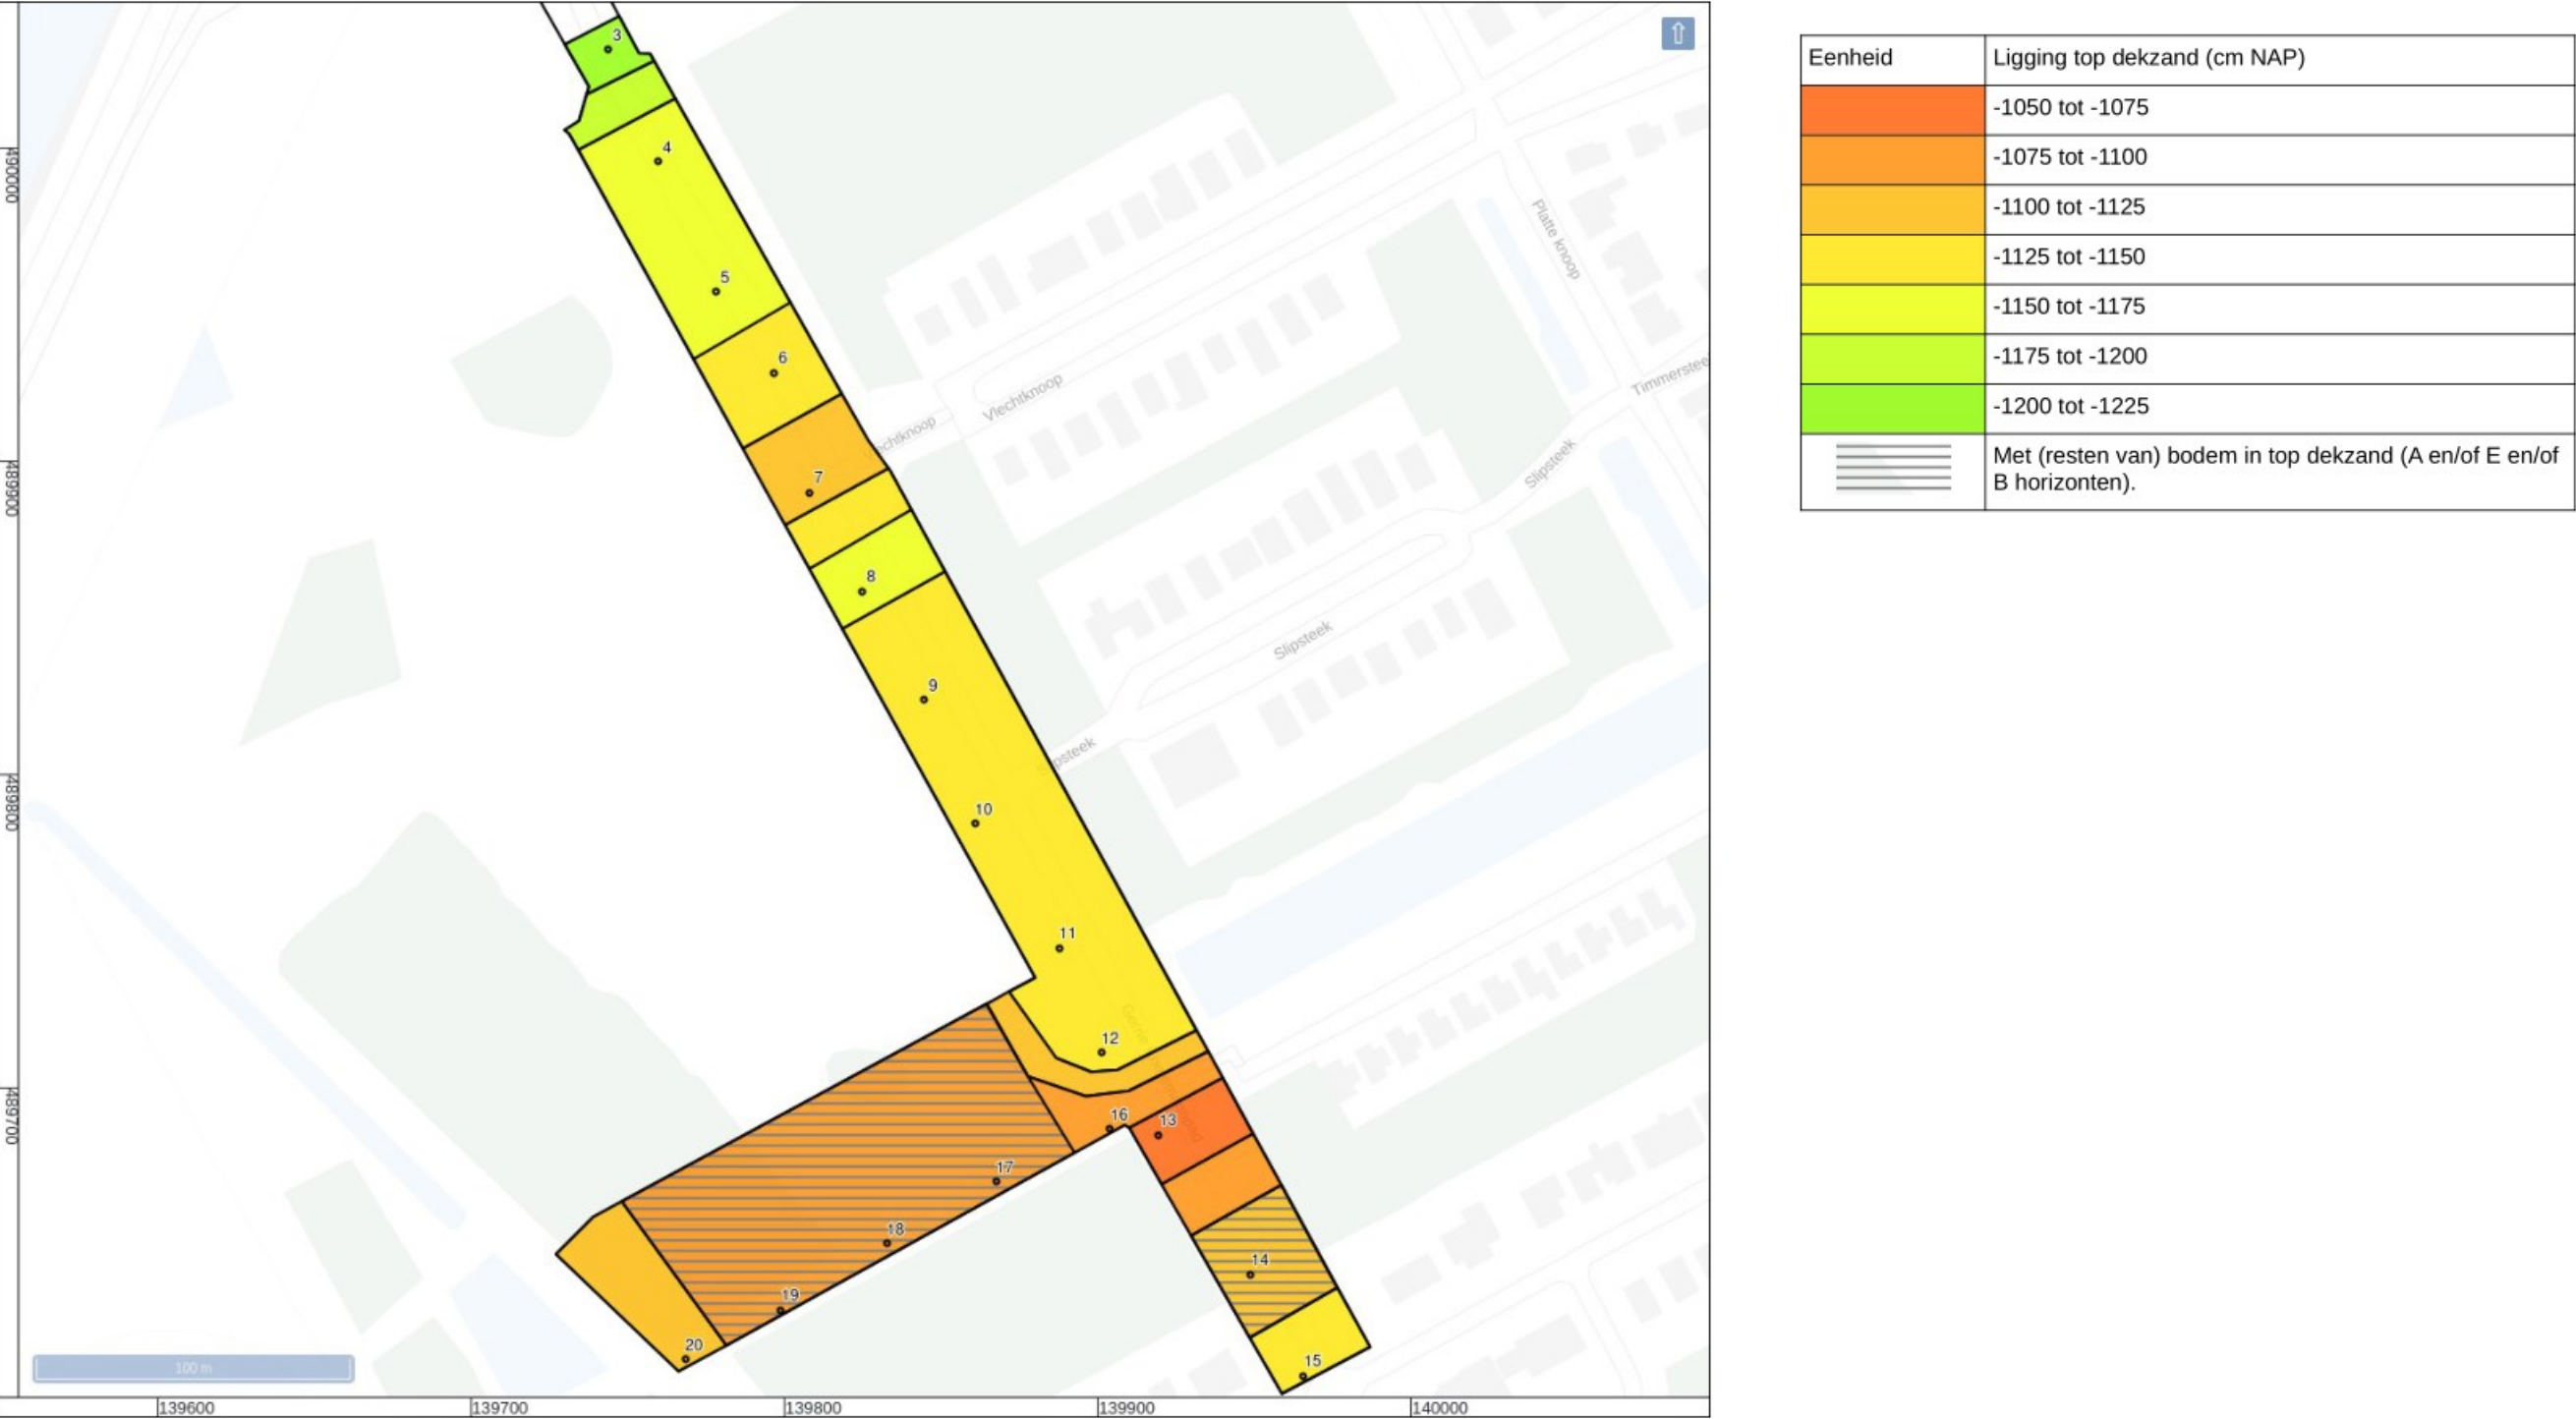 Eenheid Ligging top dekzand (cm NAP)
-1050 tot -1075
-1075 tot -1100
-1100 tot -1125
-1125 tot -1150
-1150 tot -1175
-1175 tot -1200
-1200 tot -1225
Met (resten van) bodem in top dekzand (A en/of E en/of
B horizonten).
3
4
490000
Platte knoop
5
6
Vlechtknoop
7
489900
Slipsteek
8
Slipsteek
9
10
489800
11
12
16
13
489700
17
18
14
19
20
15
100 m
139600
139700
139800
139900
140000